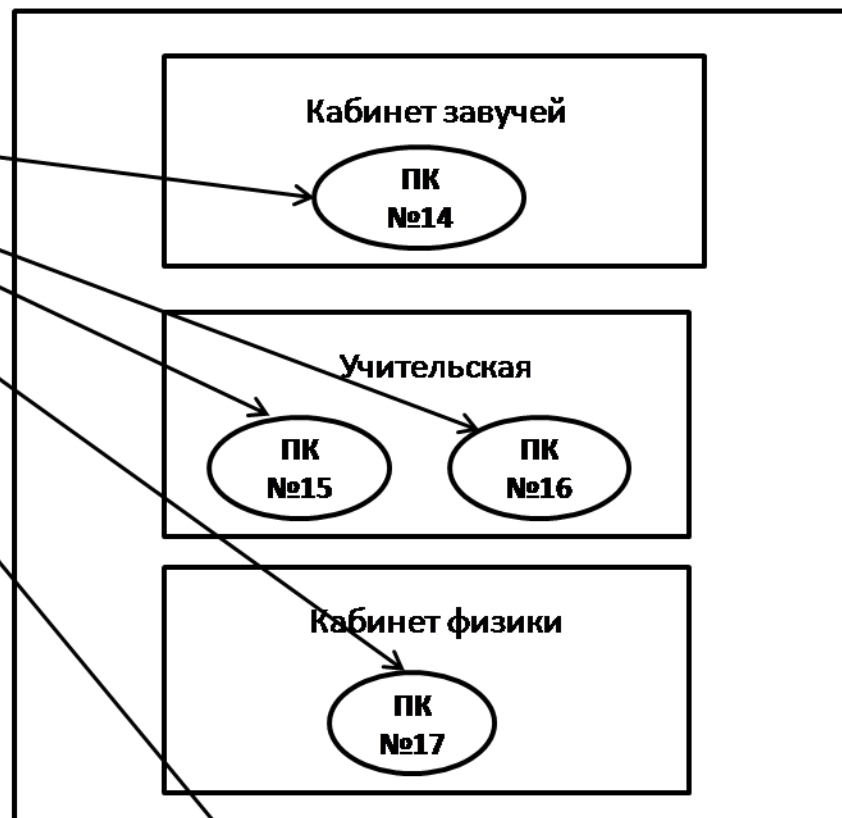 Кабинет завучей
ПК
№14
Учительская
ПК
№15
ПК
№16
Кабинет физики
ПК
№17